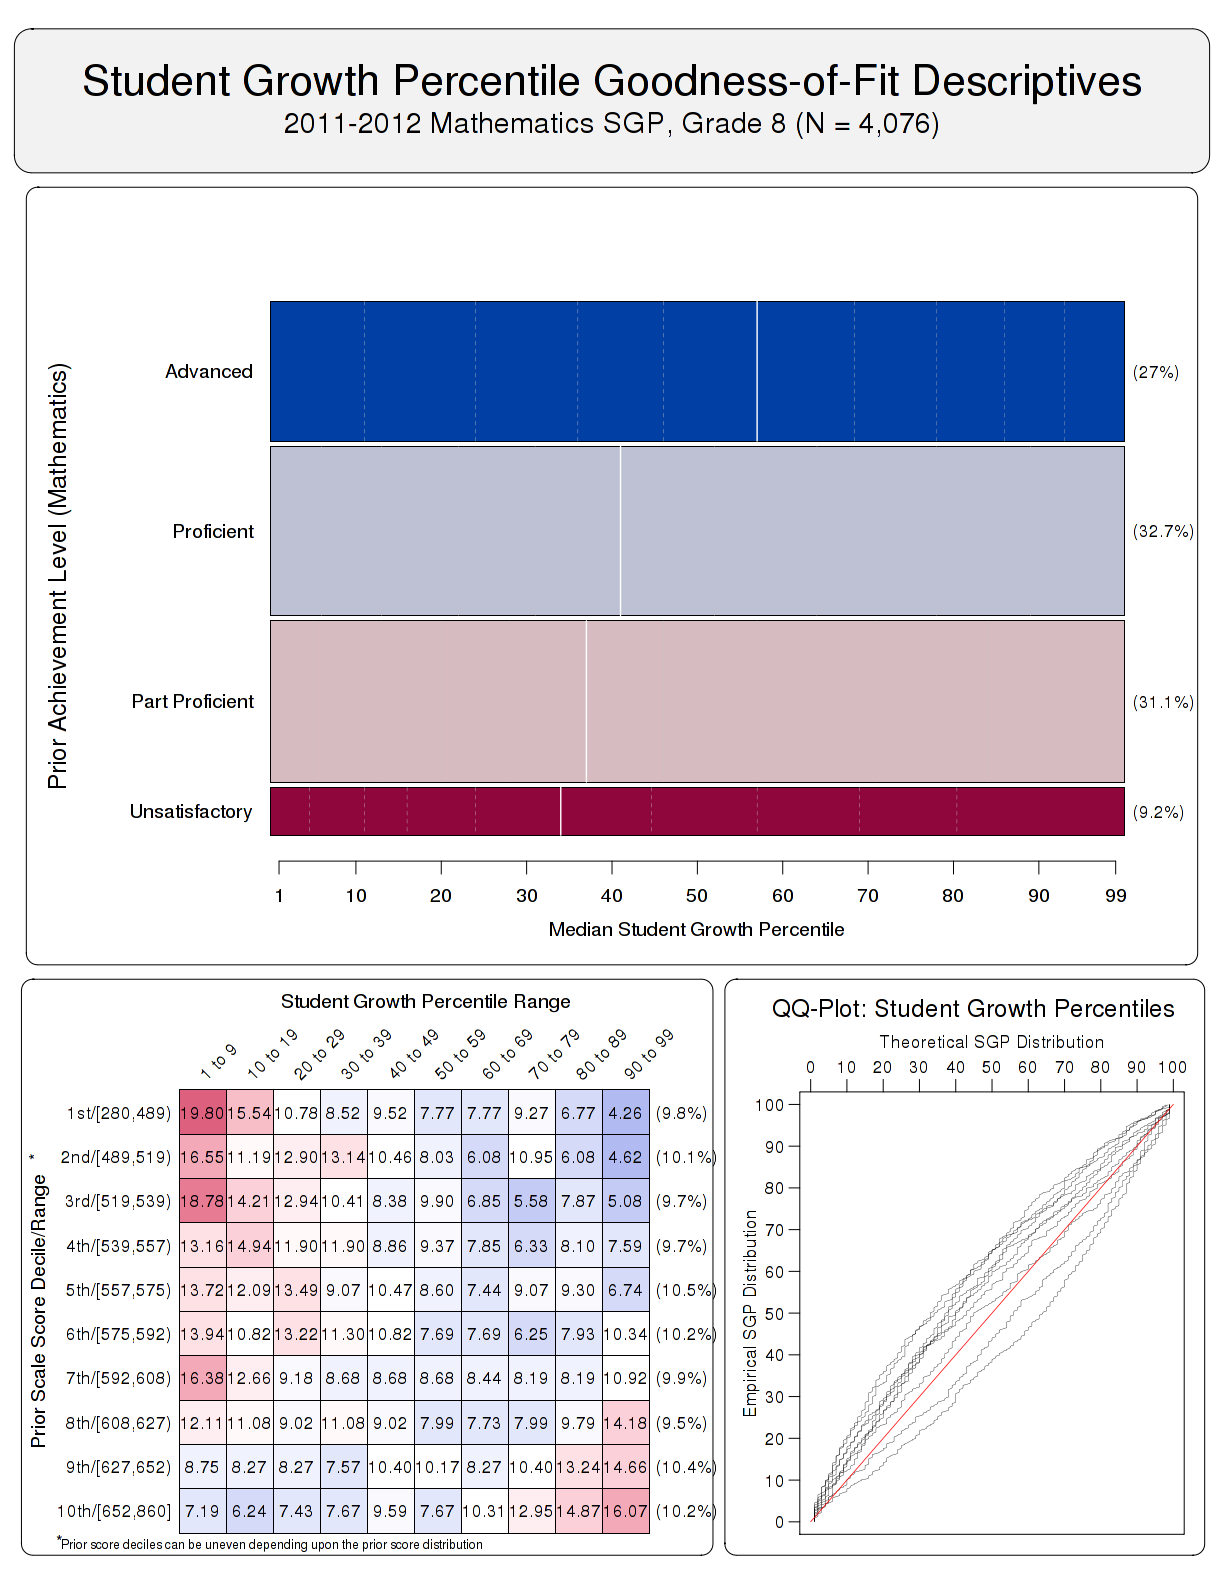 Student Growth Percentile Goodness-of-Fit Descriptives
2011-2012 Mathematics SGP, Grade 8 (N = 4,076)
Prior Achievement Level (Mathematics)
Advanced (27%)
Proficient (32.7%)
Part Proficient (31.1%)
Unsatisfactory (9.2%)
1 10 20 30 40 50 60 70 80 90 99
Median Student Growth Percentile
Student Growth Percentile Range
1 to 9 10 to 19 20 to 29 30 to 39 40 to 49 50 to 59 60 to 69 70 to 79 80 to 89 90 to 99
Prior Scale Score Decile/Range *
1st/[280,489) 19.80 15.54 10.78 8.52 9.52 7.77 7.77 9.27 6.77 4.26 (9.8%)
2nd/[489,519) 16.55 11.19 12.90 13.14 10.46 8.03 6.08 10.95 6.08 4.62 (10.1%)
3rd/[519,539) 18.78 14.21 12.94 10.41 8.38 9.90 6.85 5.58 7.87 5.08 (9.7%)
4th/[539,557) 13.16 14.94 11.90 11.90 8.86 9.37 7.85 6.33 8.10 7.59 (9.7%)
5th/[557,575) 13.72 12.09 13.49 9.07 10.47 8.60 7.44 9.07 9.30 6.74 (10.5%)
6th/[575,592) 13.94 10.82 13.22 11.30 10.82 7.69 7.69 6.25 7.93 10.34 (10.2%)
7th/[592,608) 16.38 12.66 9.18 8.68 8.68 8.68 8.44 8.19 8.19 10.92 (9.9%)
8th/[608,627) 12.11 11.08 9.02 11.08 9.02 7.99 7.73 7.99 9.79 14.18 (9.5%)
9th/[627,652) 8.75 8.27 8.27 7.57 10.40 10.17 8.27 10.40 13.24 14.66 (10.4%)
10th/[652,860] 7.19 6.24 7.43 7.67 9.59 7.67 10.31 12.95 14.87 16.07 (10.2%)
*Prior score deciles can be uneven depending upon the prior score distribution
QQ-Plot: Student Growth Percentiles
Theoretical SGP Distribution
0 10 20 30 40 50 60 70 80 90 100
Empirical SGP Distribution
100
90
80
70
60
50
40
30
20
10
0